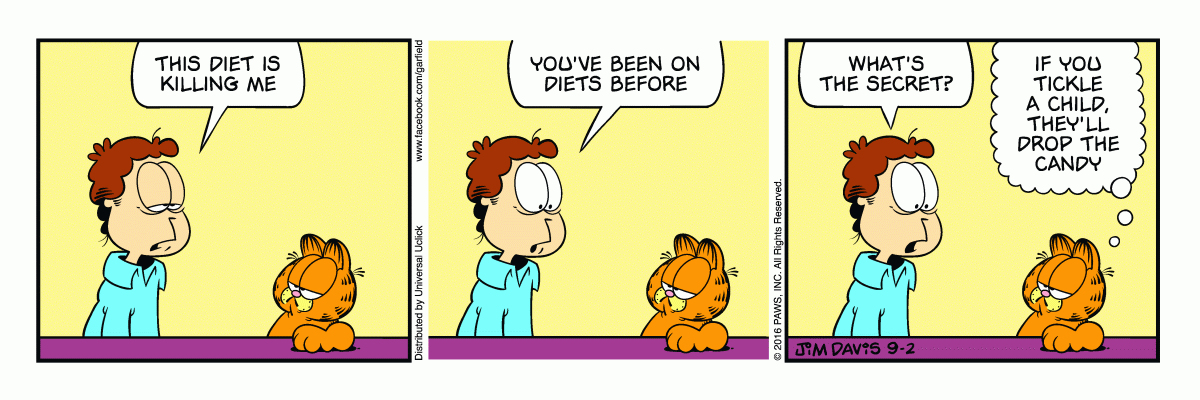 THIS DIET IS
KILLING ME
www.facebook.com/garfield
Distributed by Universal Uclick
YOU'VE BEEN ON
DIETS BEFORE
© 2016 PAWS, INC. All Rights Reserved.
WHAT'S
THE SECRET?
IF YOU
TICKLE
A CHILD,
THEY'LL
DROP THE
CANDY
JIM DAVIS 9-2